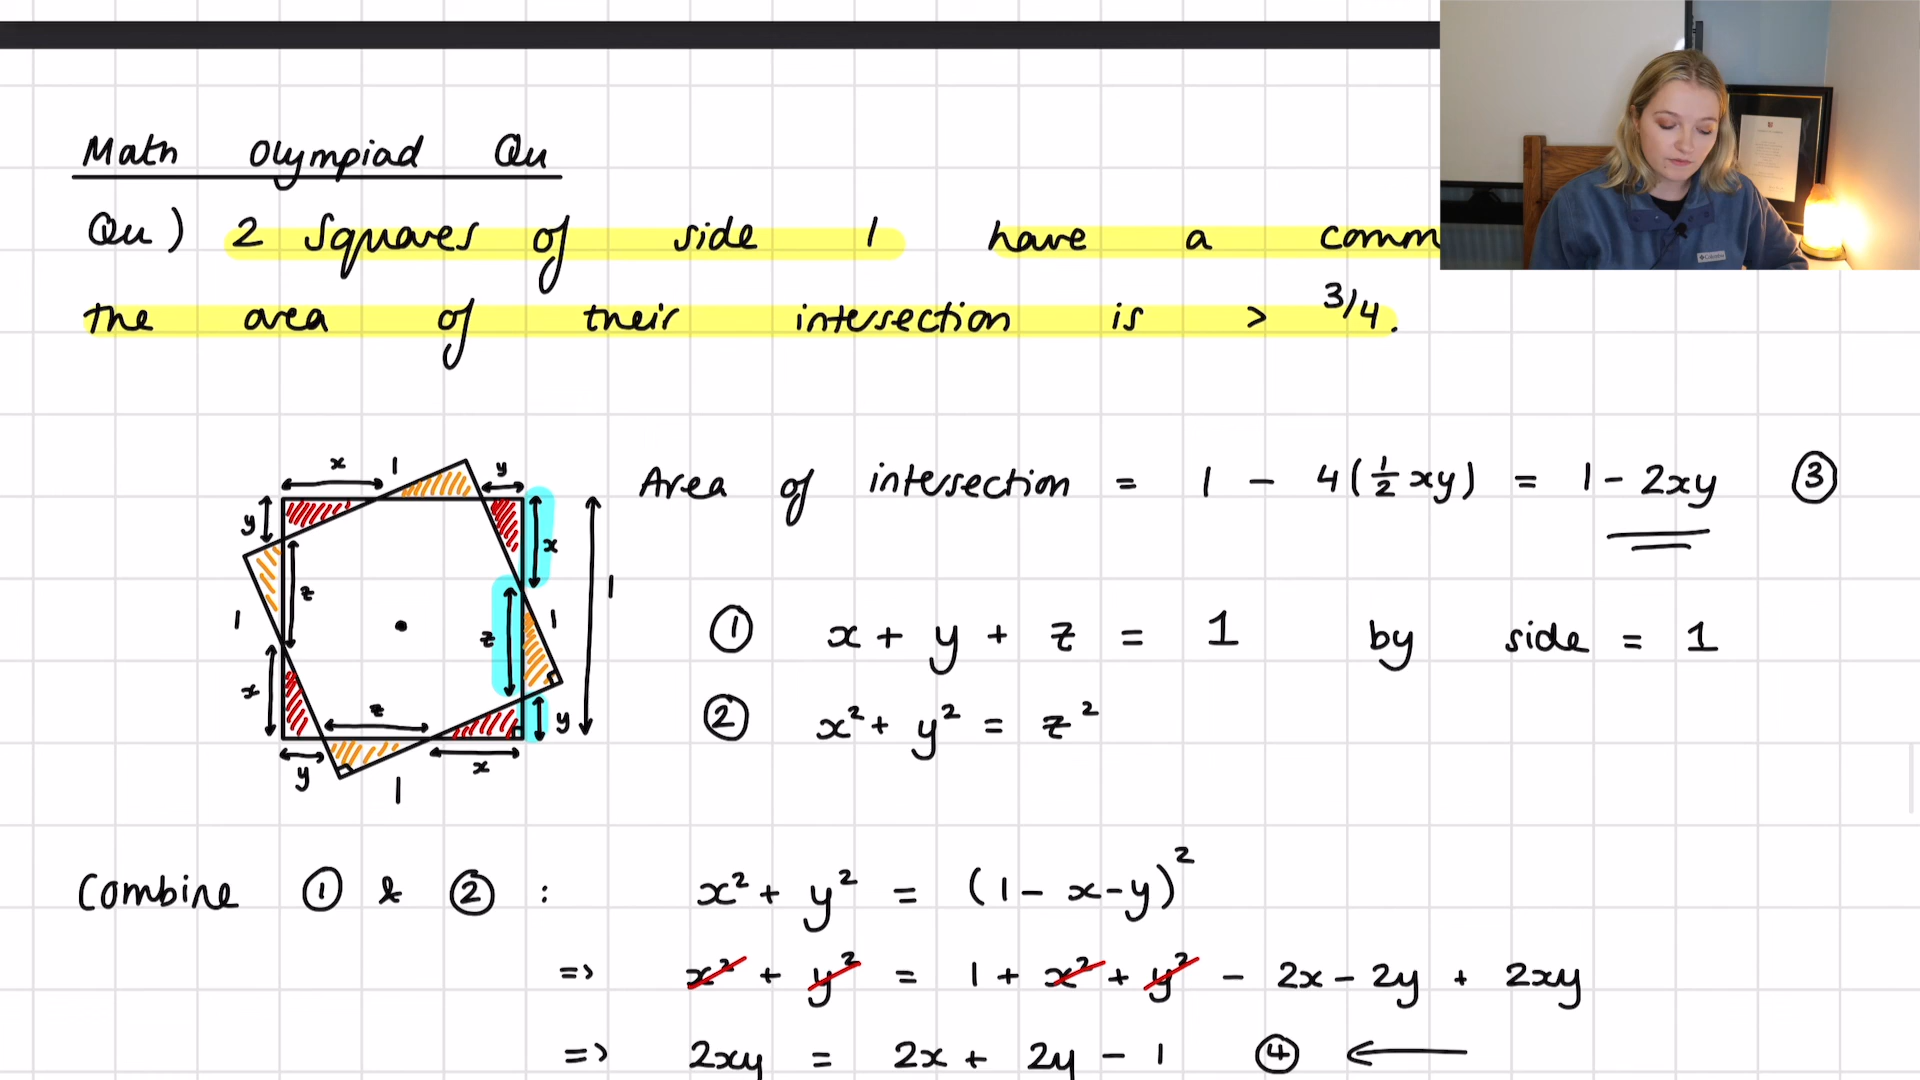 Math Olympiad Qu
Qu) 2 squares of side 1 have a comm
the area of their intersection is > 3/4.
x 1 y
y
x
z
1
z
1
1
x
z
y
y
x
1
Area of intersection = 1 - 4(½xy) = 1 - 2xy ③
① x + y + z = 1 by side = 1
② x² + y² = z²
Combine ① & ② : x² + y² = (1 - x - y)²
=> x² + y² = 1 + x² + y² - 2x - 2y + 2xy
=> 2xy = 2x + 2y - 1 ④ ←